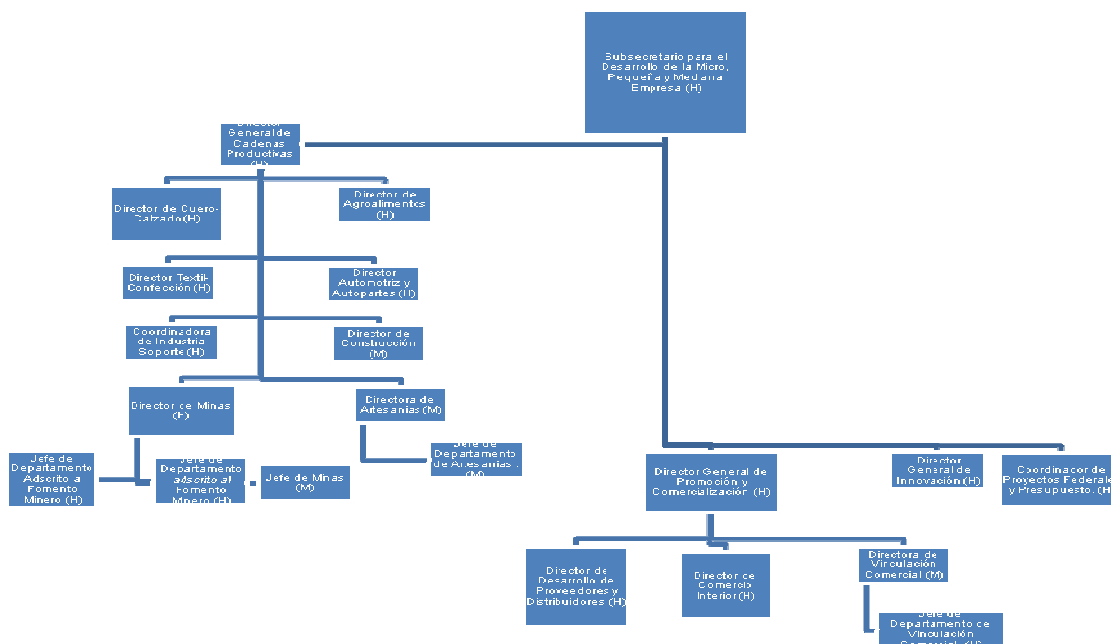 Subsecretario para el
Desarrollo de la Micro,
Pequeña y Mediana
Empresa (H)
Director
General de
Cadenas
Productivas
(H)
Director de Cuero-
Calzado(H)
Director de
Agroalimentos
(H)
Director Textil-
Confección (H)
Director
Automotriz y
Autopartes (H)
Coordinadora
de Industria
Soporte(H)
Director de
Construcción
(M)
Director de Minas
(H)
Directora de
Artesanías (M)
Jefe de
Departamento
Adscrito a
Fomento
Minero (H)
Jefe de
Departamento
adscrito al
Fomento
Minero (H)
Jefe de Minas
(M)
Jefe de
Departamento
de Artesanías .
(M)
Director General de
Promoción y
Comercialización (H)
Director
General de
Innovación(H)
Coordinador de
Proyectos Federale
y Presupuesto. (H
Director de
Desarrollo de
Proveedores y
Distribuidores (H)
Director de
Comercio
Interior(H)
Directora de
Vinculación
Comercial (M)
Jefe de
Departamento de
Vinculación
Comercial (H)